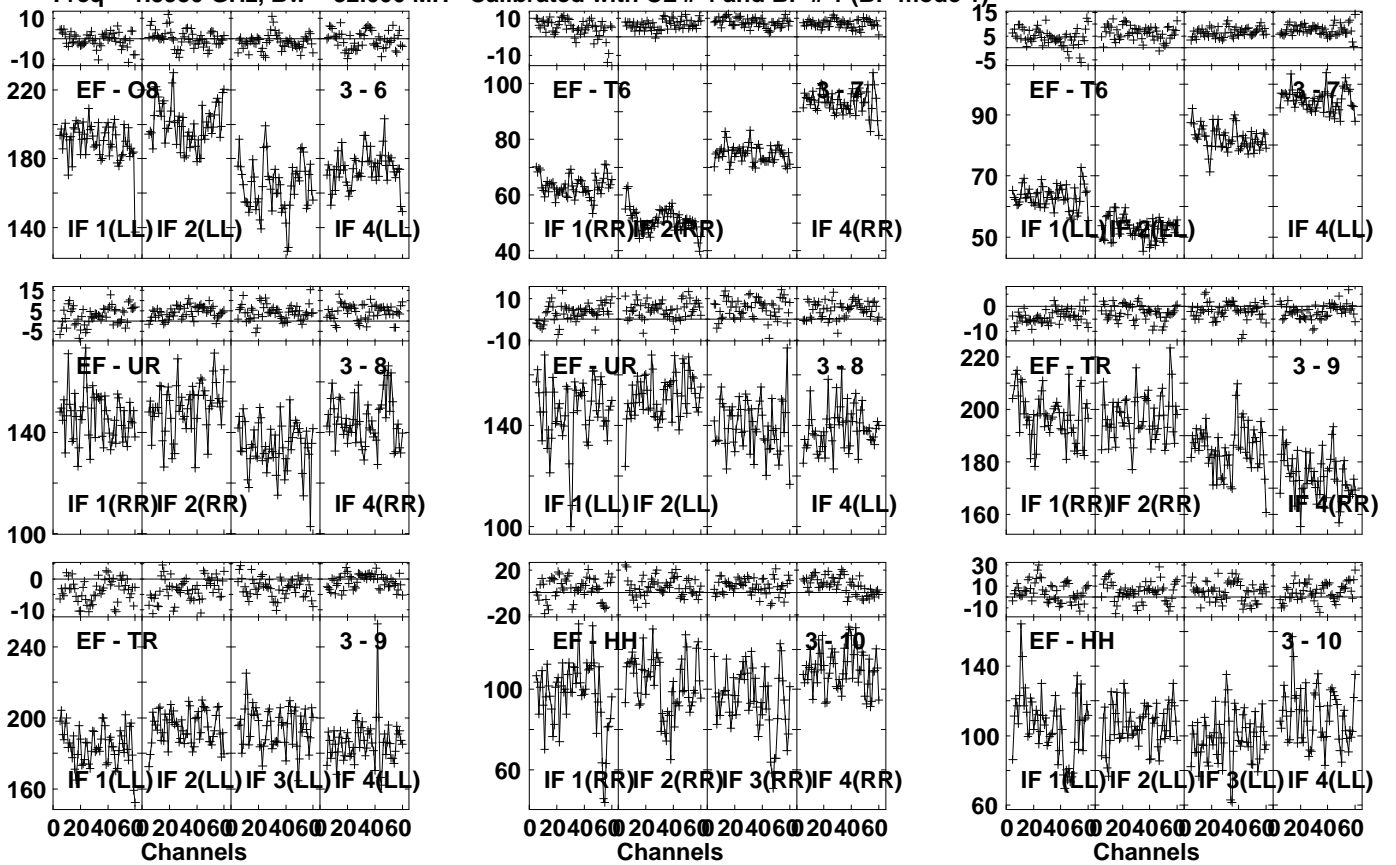 Calibrated with and
10 10 15
-10 -10 5
-5
EF - O8 3 - 6 EF - T6 3 - 7 EF - T6 3 - 7
220 100 90
180 80 70
140 60 50
40
IF 1(LL) IF 2(LL) IF 4(LL) IF 1(RR) IF 2(RR) IF 4(RR) IF 1(LL) IF 2(LL) IF 4(LL)
15 10 0
5 -10 -10
-5
EF - UR 3 - 8 EF - UR 3 - 8 EF - TR 3 - 9
140 140 220
100 100 200
180
160
IF 1(RR) IF 2(RR) IF 4(RR) IF 1(LL) IF 2(LL) IF 4(LL) IF 1(RR) IF 2(RR) IF 4(RR)
0 20 30
-10 0 10
-20 -10
EF - TR 3 - 9 EF - HH 3 - 10 EF - HH 3 - 10
240 100 140
200 60 100
160 60
IF 1(LL) IF 2(LL) IF 3(LL) IF 4(LL) IF 1(RR) IF 2(RR) IF 3(RR) IF 4(RR) IF 1(LL) IF 2(LL) IF 3(LL) IF 4(LL)
0 204060 0 204060 0 204060 0 204060 0 204060 0 204060 0 204060 0 204060 0 204060 0 204060 0 204060 0 204060
Channels Channels Channels